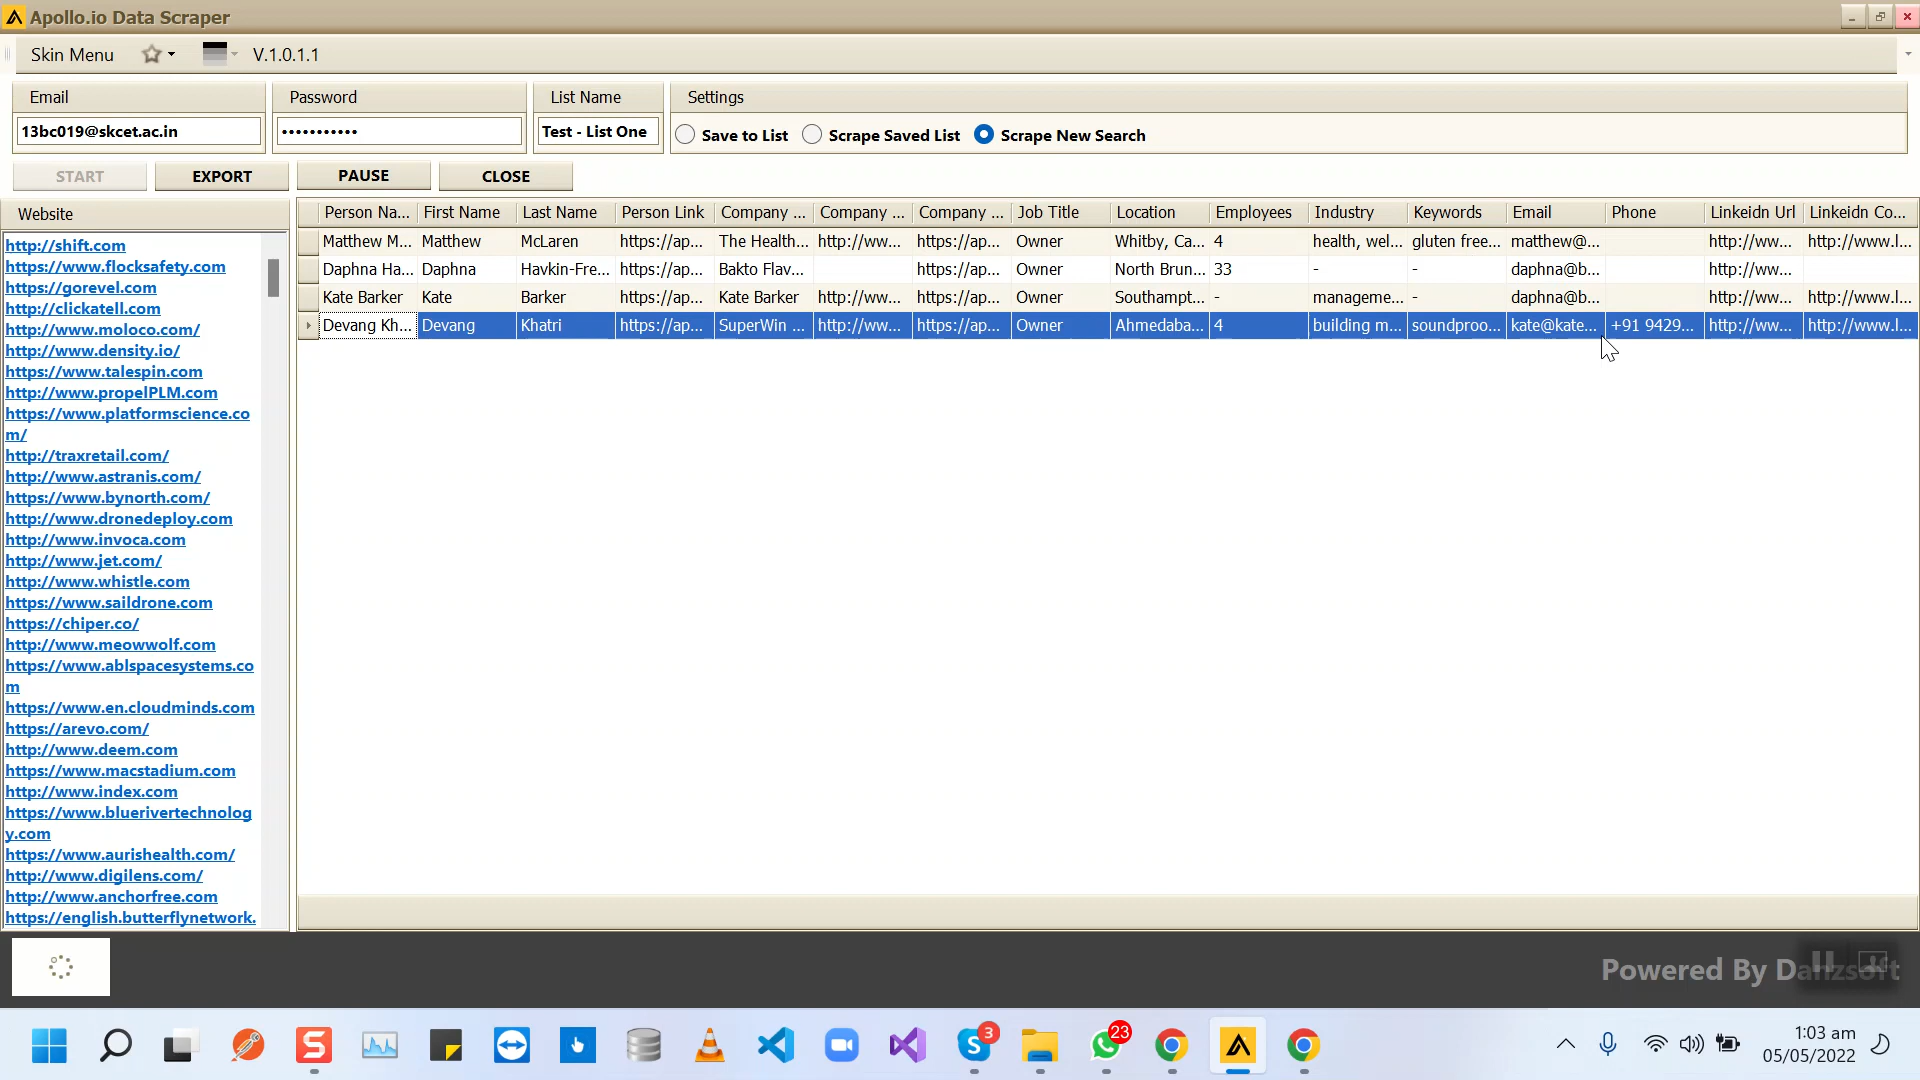 Apollo.io Data Scraper
Skin Menu V.1.0.1.1
Email Password List Name Settings
13bc019@skcet.ac.in ••••••••••• Test - List One Save to List Scrape Saved List Scrape New Search
START EXPORT PAUSE CLOSE
Website
http://shift.com
https://www.flocksafety.com
https://gorevel.com
http://clickatell.com
http://www.moloco.com/
http://www.density.io/
https://www.talespin.com
http://www.propelPLM.com
https://www.platformscience.co
m/
http://traxretail.com/
http://www.astranis.com/
https://www.bynorth.com/
http://www.dronedeploy.com
http://www.invoca.com
http://www.jet.com/
http://www.whistle.com
http://www.saildrone.com
https://chiper.co/
http://www.meowwolf.com
https://www.ablspacesystems.co
m
https://www.en.cloudminds.com
https://arevo.com/
http://www.deem.com
https://www.macstadium.com
http://www.index.com
https://www.bluerivertechnolog
y.com
https://www.aurishealth.com/
http://www.digilens.com/
http://www.anchorfree.com
https://english.butterflynetwork.
Person Na... First Name Last Name Person Link Company ... Company ... Company ... Job Title Location Employees Industry Keywords Email Phone Linkeidn Url Linkeidn Co...
Matthew M... Matthew McLaren https://ap... The Health... http://ww... https://ap... Owner Whitby, Ca... 4 health, wel... gluten free... matthew@... http://ww... http://www.l...
Daphna Ha... Daphna Havkin-Fre... https://ap... Bakto Flav... https://ap... Owner North Brun... 33 - - daphna@b... http://ww...
Kate Barker Kate Barker https://ap... Kate Barker http://ww... https://ap... Owner Southampt... - manageme... - daphna@b... http://ww... http://www.l...
Devang Kh... Devang Khatri https://ap... SuperWin ... http://ww... https://ap... Owner Ahmedaba... 4 building m... soundproo... kate@kate... +91 9429... http://ww... http://www.l...
Powered By Danzsoft
23
3
1:03 am
05/05/2022